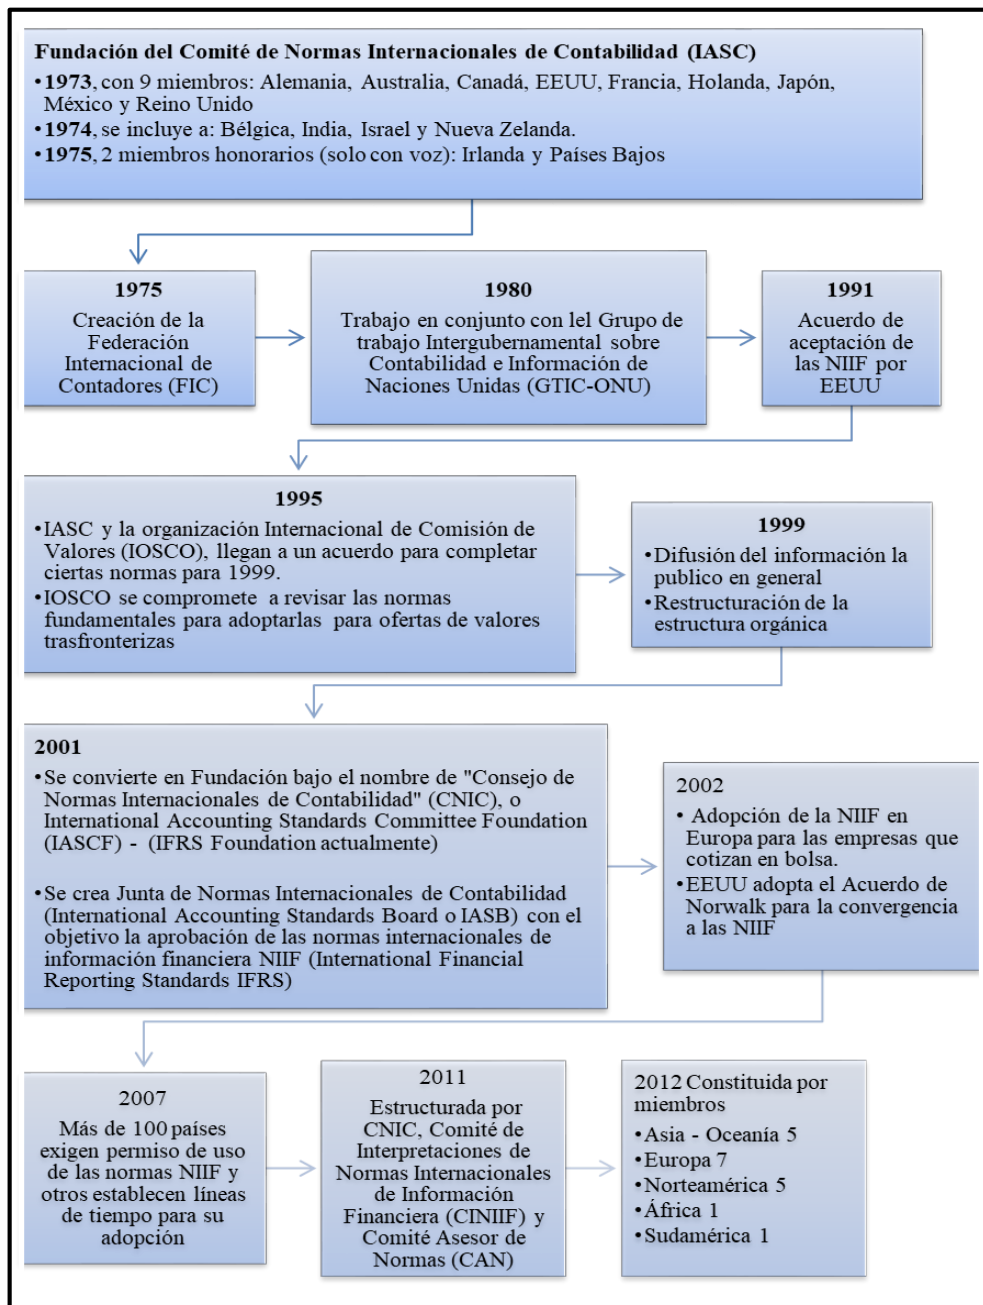 Fundación del Comité de Normas Internacionales de Contabilidad (IASC)
•1973, con 9 miembros: Alemania, Australia, Canadá, EEUU, Francia, Holanda, Japón,
México y Reino Unido
•1974, se incluye a: Bélgica, India, Israel y Nueva Zelanda.
•1975, 2 miembros honorarios (solo con voz): Irlanda y Países Bajos
1975
Creación de la
Federación
Internacional de
Contadores (FIC)
1980
Trabajo en conjunto con lel Grupo de
trabajo Intergubernamental sobre
Contabilidad e Información de
Naciones Unidas (GTIC-ONU)
1991
Acuerdo de
aceptación de
las NIIF por
EEUU
1995
•IASC y la organización Internacional de Comisión de
Valores (IOSCO), llegan a un acuerdo para completar
ciertas normas para 1999.
•IOSCO se compromete a revisar las normas
fundamentales para adoptarlas para ofertas de valores
trasfronterizas
1999
•Difusión del información la
publico en general
•Restructuración de la
estructura orgánica
2001
•Se convierte en Fundación bajo el nombre de "Consejo de
Normas Internacionales de Contabilidad" (CNIC), o
International Accounting Standards Committee Foundation
(IASCF) - (IFRS Foundation actualmente)
•Se crea Junta de Normas Internacionales de Contabilidad
(International Accounting Standards Board o IASB) con el
objetivo la aprobación de las normas internacionales de
información financiera NIIF (International Financial
Reporting Standards IFRS)
2002
• Adopción de la NIIF en
Europa para las empresas que
cotizan en bolsa.
•EEUU adopta el Acuerdo de
Norwalk para la convergencia
a las NIIF
2007
Más de 100 países
exigen permiso de uso
de las normas NIIF y
otros establecen líneas
de tiempo para su
adopción
2011
Estructurada por
CNIC, Comité de
Interpretaciones de
Normas Internacionales
de Información
Financiera (CINIIF) y
Comité Asesor de
Normas (CAN)
2012 Constituida por
miembros
•Asia - Oceanía 5
•Europa 7
•Norteamérica 5
•África 1
•Sudamérica 1